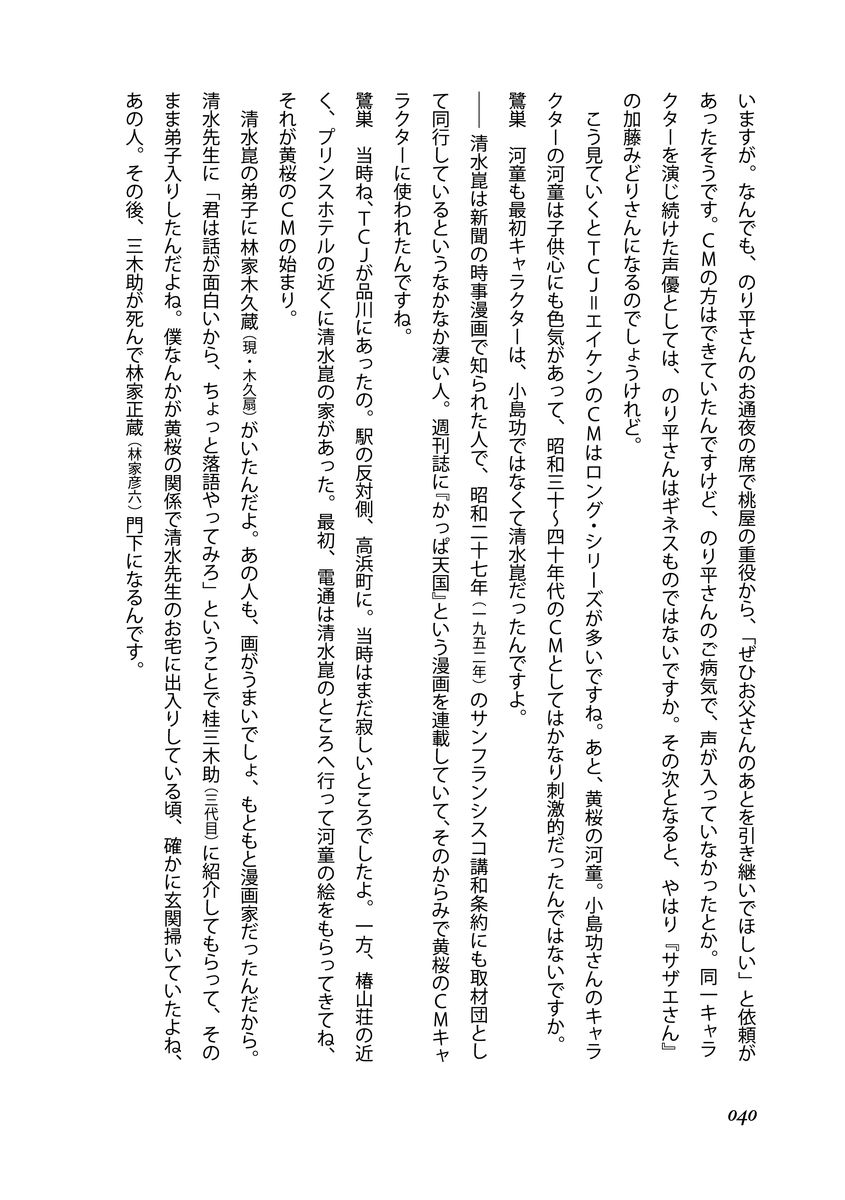 いますが。なんでも、のり平さんのお通夜の席で桃屋の重役から、「ぜひお父さんのあとを引き継いでほしい」と依頼が
あったそうです。ＣＭの方はできていたんですけど、のり平さんのご病気で、声が入っていなかったとか。同一キャラ
クターを演じ続けた声優としては、のり平さんはギネスものではないですか。その次となると、やはり『サザエさん』
の加藤みどりさんになるのでしょうけれど。
　こう見ていくとＴＣＪ＝エイケンのＣＭはロング・シリーズが多いですね。あと、黄桜の河童。小島功さんのキャラ
クターの河童は子供心にも色気があって、昭和三十〜四十年代のＣＭとしてはかなり刺激的だったんではないですか。
鷺巣　河童も最初キャラクターは、小島功ではなくて清水崑だったんですよ。
――　清水崑は新聞の時事漫画で知られた人で、昭和二十七年（一九五二年）のサンフランシスコ講和条約にも取材団とし
て同行しているというなかなか凄い人。週刊誌に『かっぱ天国』という漫画を連載していて、そのからみで黄桜のＣＭキャ
ラクターに使われたんですね。
鷺巣　当時ね、ＴＣＪが品川にあったの。駅の反対側、高浜町に。当時はまだ寂しいところでしたよ。一方、椿山荘の近
く、プリンスホテルの近くに清水崑の家があった。最初、電通は清水崑のところへ行って河童の絵をもらってきてね、
それが黄桜のＣＭの始まり。
　清水崑の弟子に林家木久蔵（現・木久扇）がいたんだよ。あの人も、画がうまいでしょ、もともと漫画家だったんだから。
清水先生に「君は話が面白いから、ちょっと落語やってみろ」ということで桂三木助（三代目）に紹介してもらって、その
まま弟子入りしたんだよね。僕なんかが黄桜の関係で清水先生のお宅に出入りしている頃、確かに玄関掃いていたよね、
あの人。その後、三木助が死んで林家正蔵（林家彦六）門下になるんです。
040